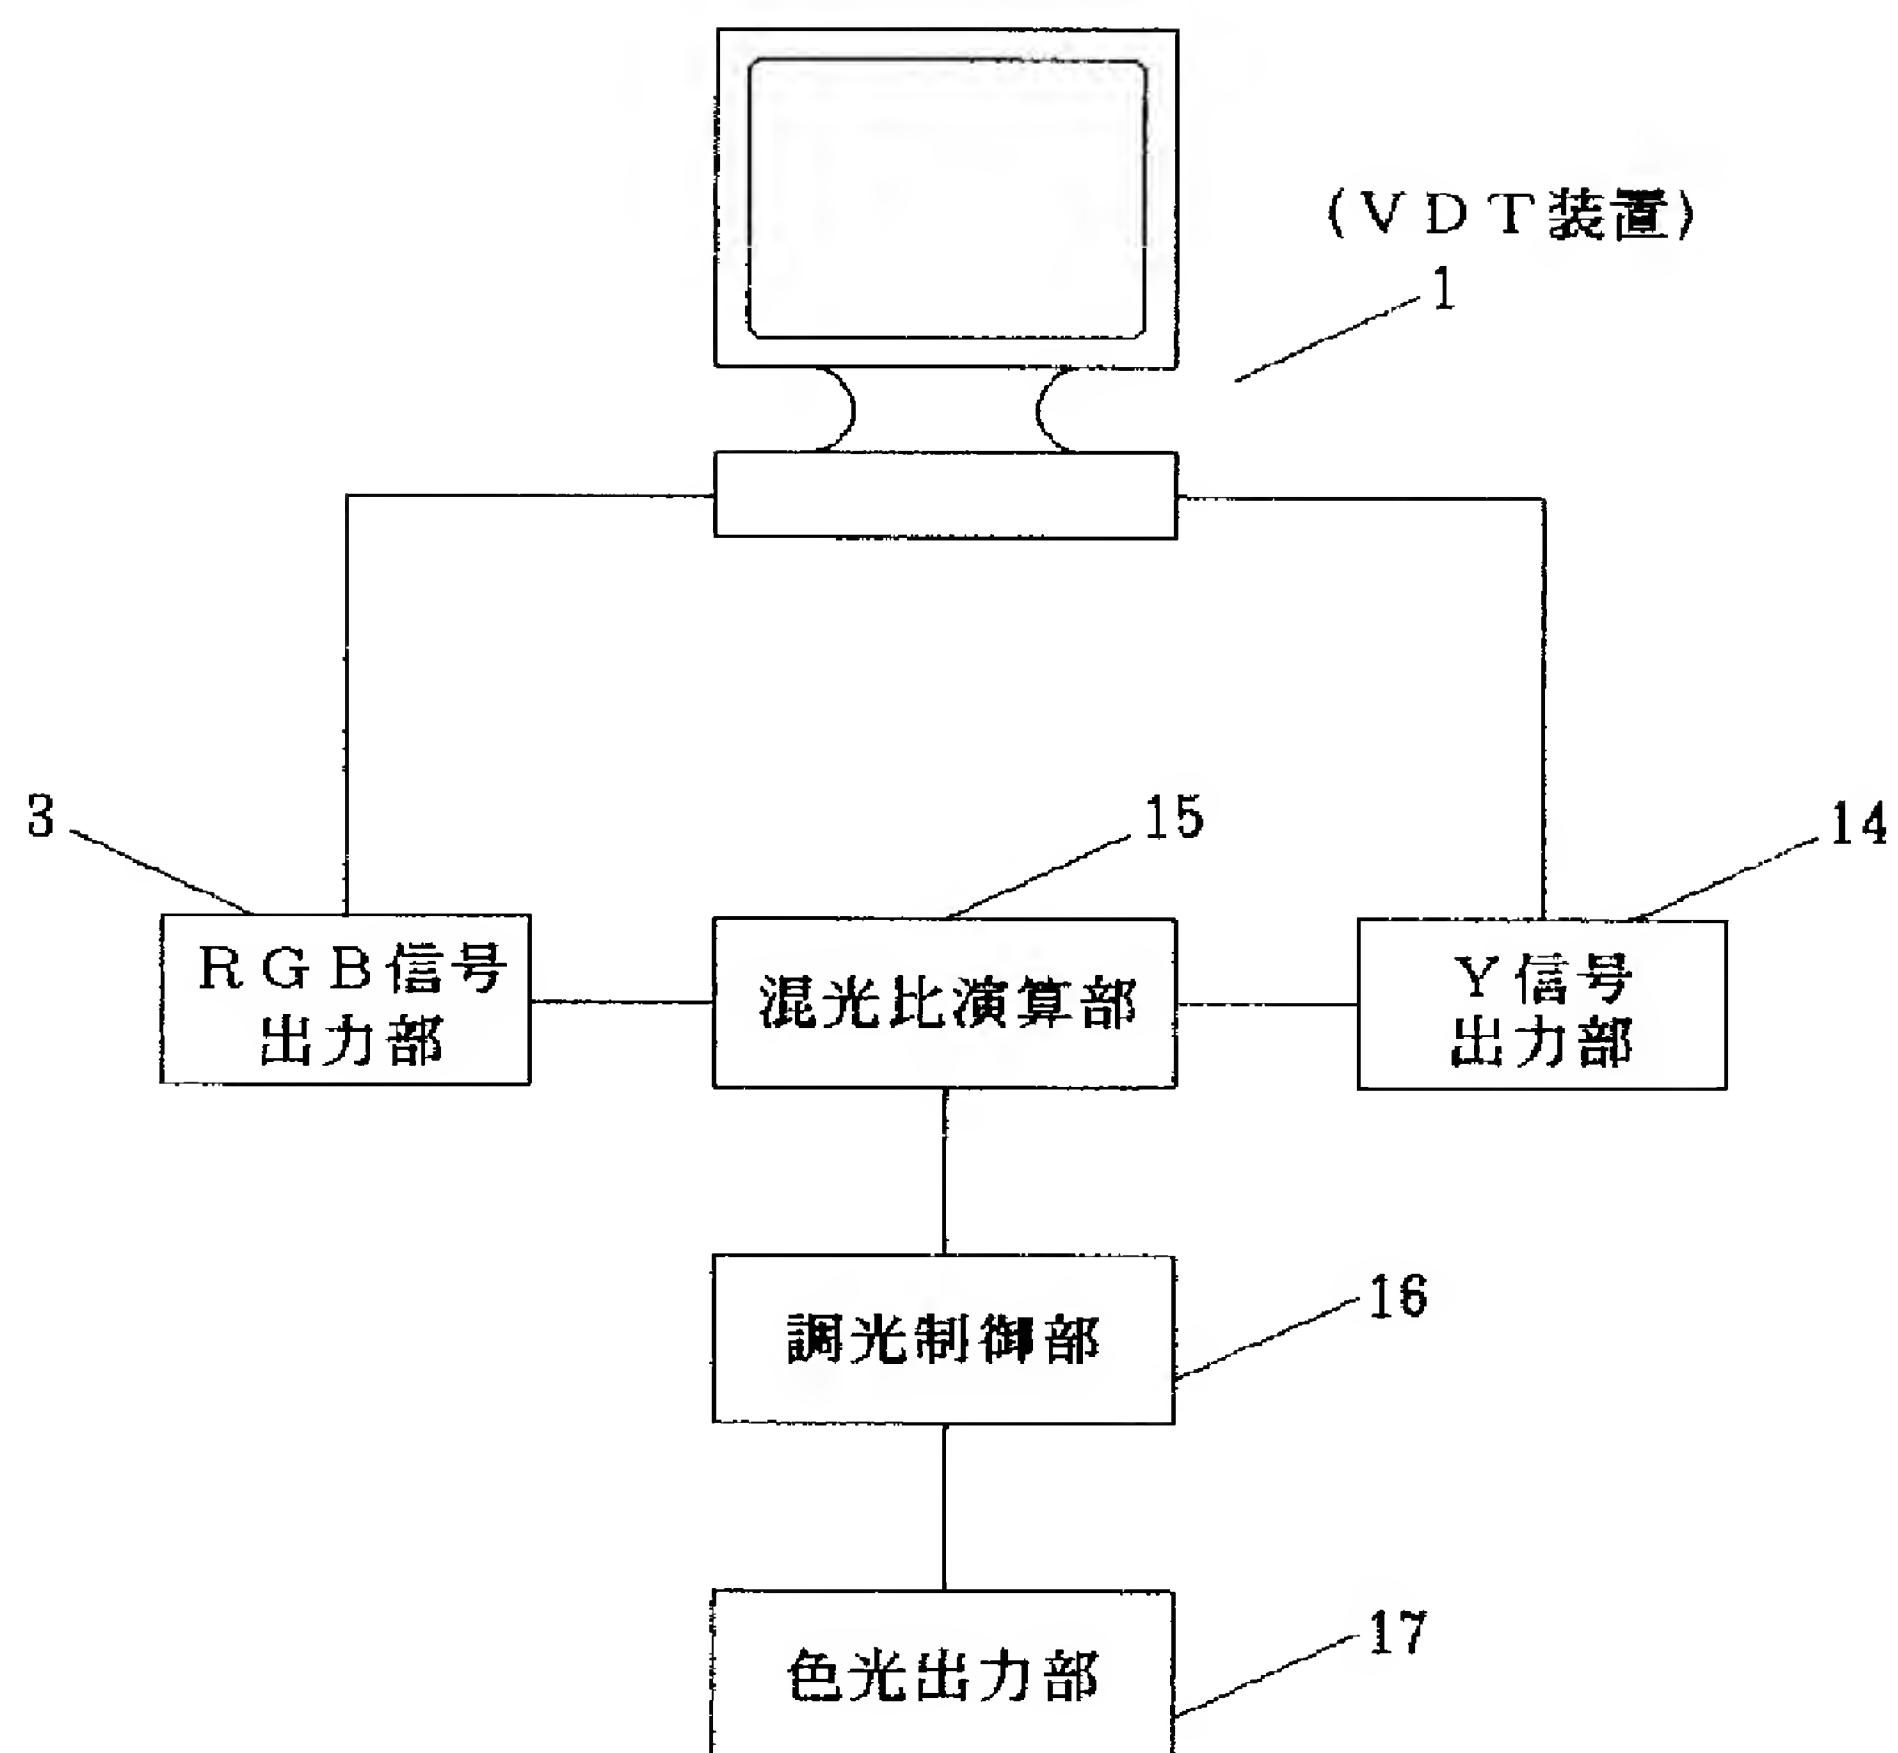 (ＶＤＴ装置)
1
3
15
14
ＲＧＢ信号
出力部
混光比演算部
Ｙ信号
出力部
16
調光制御部
17
色光出力部